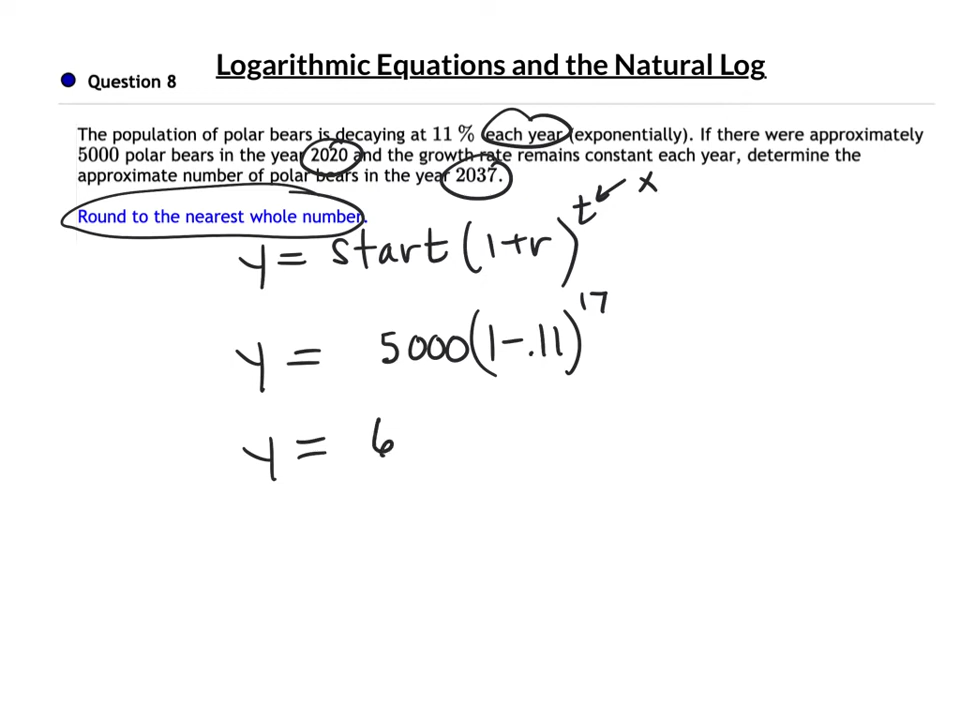 Logarithmic Equations and the Natural Log
Question 8
The population of polar bears is decaying at 11 % each year (exponentially). If there were approximately
5000 polar bears in the year 2020 and the growth rate remains constant each year, determine the
approximate number of polar bears in the year 2037.
Round to the nearest whole number.
t ← x
y = start (1+r)^t
y = 5000(1-.11)^17
y = 6